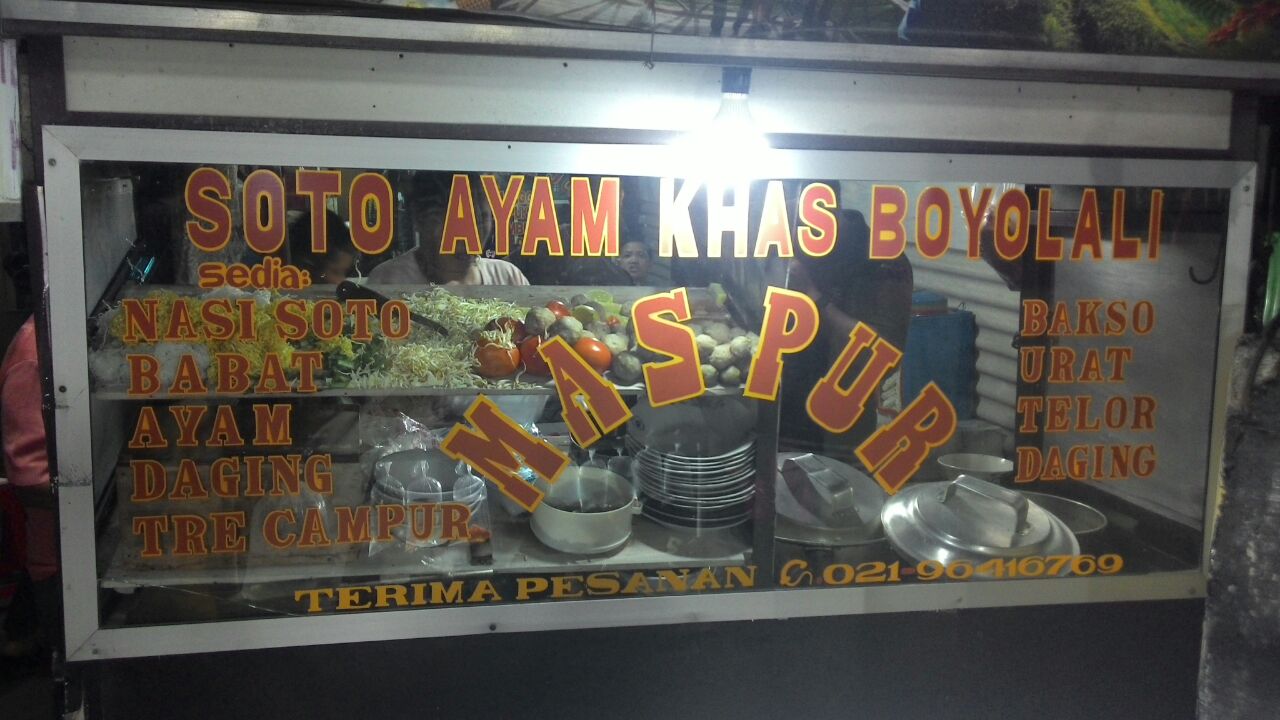 SOTO AYAM KHAS BOYOLALI
sedia:
NASI SOTO
BABAT
AYAM
DAGING
TRE CAMPUR
MAS PUR
BAKSO
URAT
TELOR
DAGING
TERIMA PESANAN 021-96416769